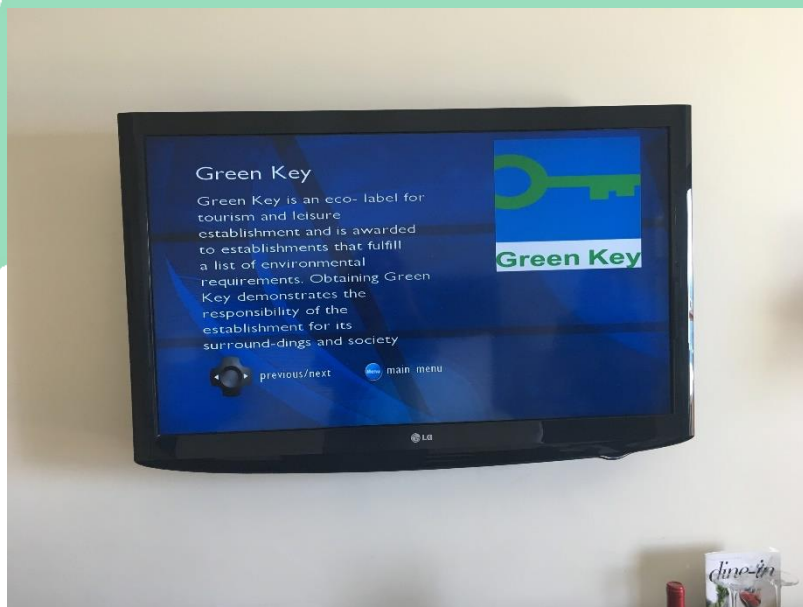 Green Key
Green Key is an eco- label for
tourism and leisure
establishment and is awarded
to establishments that fulfill
a list of environmental
requirements. Obtaining Green
Key demonstrates the
responsibility of the
establishment for its
surround-dings and society
Green Key
previous/next
Menu
main menu
LG
dine-in